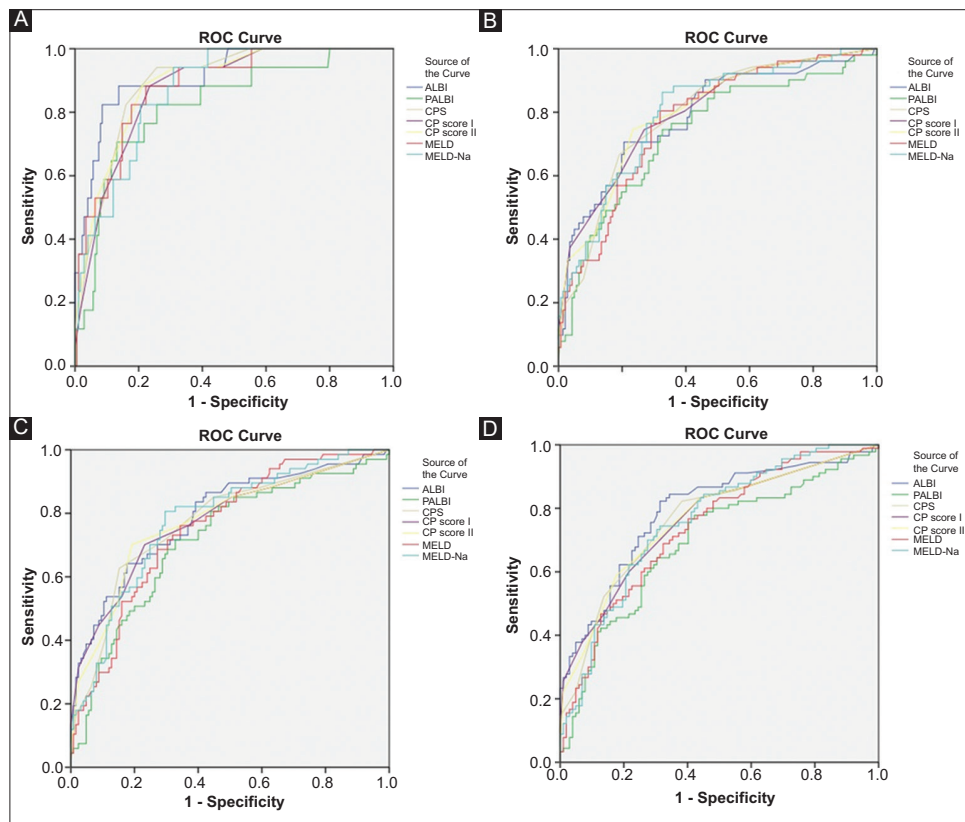 A
ROC Curve
1.0
0.8
0.6
0.4
0.2
0.0
Sensitivity
0.0 0.2 0.4 0.6 0.8 1.0
1 - Specificity
Source of
the Curve
ALBI
PALBI
CPS
CP score I
CP score II
MELD
MELD-Na
B
ROC Curve
1.0
0.8
0.6
0.4
0.2
0.0
Sensitivity
0.0 0.2 0.4 0.6 0.8 1.0
1 - Specificity
Source of
the Curve
ALBI
PALBI
CPS
CP score I
CP score II
MELD
MELD-Na
C
ROC Curve
1.0
0.8
0.6
0.4
0.2
0.0
Sensitivity
0.0 0.2 0.4 0.6 0.8 1.0
1 - Specificity
Source of
the Curve
ALBI
PALBI
CPS
CP score I
CP score II
MELD
MELD-Na
D
ROC Curve
1.0
0.8
0.6
0.4
0.2
0.0
Sensitivity
0.0 0.2 0.4 0.6 0.8 1.0
1 - Specificity
Source of
the Curve
ALBI
PALBI
CPS
CP score I
CP score II
MELD
MELD-Na